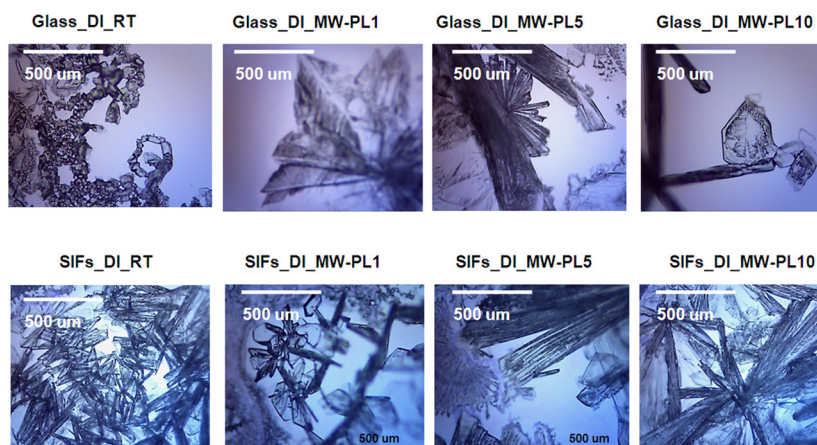 Glass_DI_RT
Glass_DI_MW-PL1
Glass_DI_MW-PL5
Glass_DI_MW-PL10
500 um
500 um
500 um
500 um
SIFs_DI_RT
SIFs_DI_MW-PL1
SIFs_DI_MW-PL5
SIFs_DI_MW-PL10
500 um
500 um
500 um
500 um
500 um
500 um